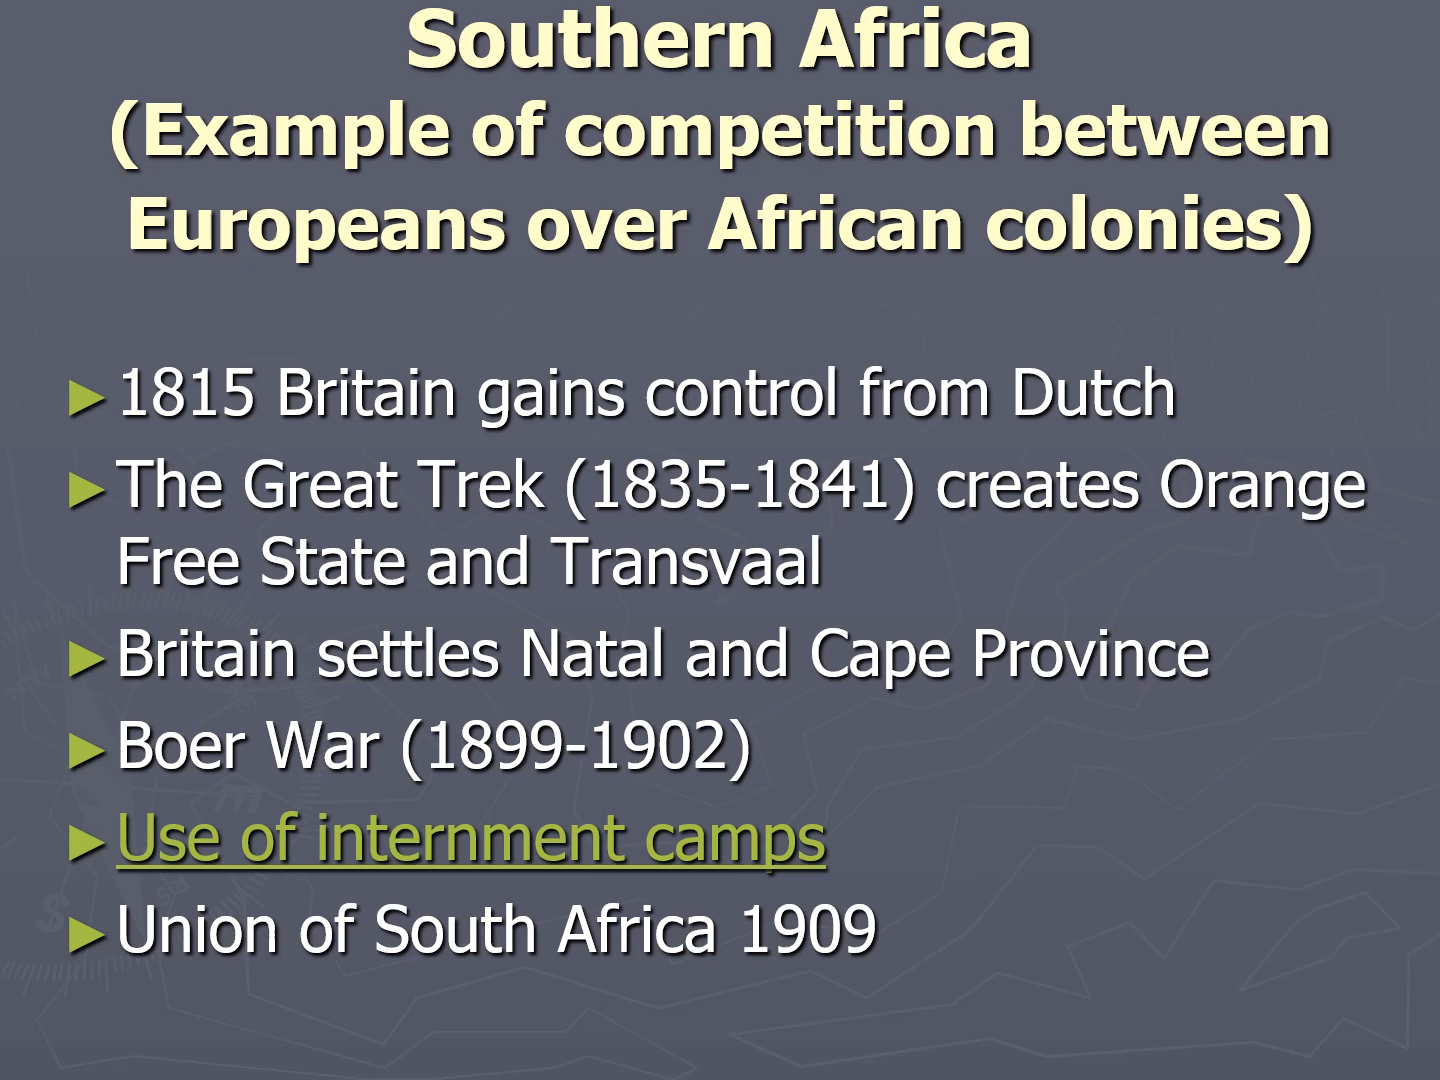 Southern Africa
(Example of competition between
Europeans over African colonies)
► 1815 Britain gains control from Dutch
► The Great Trek (1835-1841) creates Orange
Free State and Transvaal
► Britain settles Natal and Cape Province
► Boer War (1899-1902)
► Use of internment camps
► Union of South Africa 1909
E
S